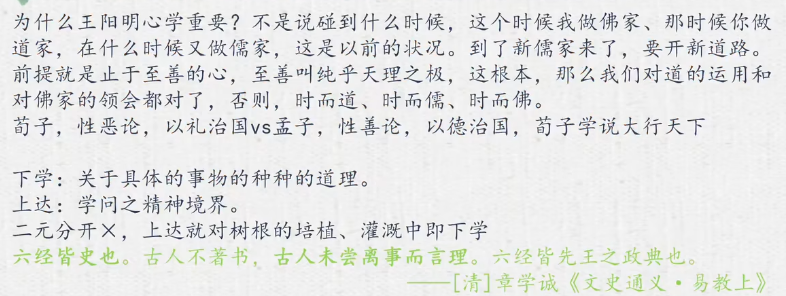 为什么王阳明心学重要？不是说碰到什么时候，这个时候我做佛家、那时候你做
道家，在什么时候又做儒家，这是以前的状况。到了新儒家来了，要开新道路。
前提就是止于至善的心，至善叫纯乎天理之极，这根本，那么我们对道的运用和
对佛家的领会都对了，否则，时而道、时而儒、时而佛。
荀子，性恶论，以礼治国vs孟子，性善论，以德治国，荀子学说大行天下
下学：关于具体的事物的种种的道理。
上达：学问之精神境界。
二元分开×，上达就对树根的培植、灌溉中即下学
六经皆史也。古人不著书，古人未尝离事而言理。六经皆先王之政典也。
——[清]章学诚《文史通义·易教上》